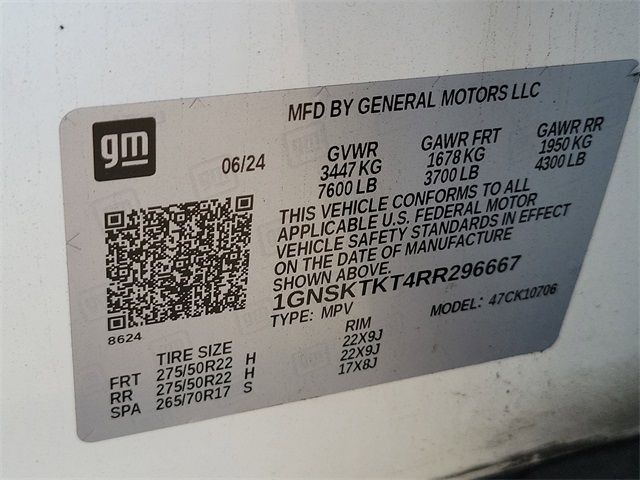 MFD BY GENERAL MOTORS LLC
gm
06/24
GVWR GAWR FRT GAWR RR
3447 KG 1678 KG 1950 KG
7600 LB 3700 LB 4300 LB
THIS VEHICLE CONFORMS TO ALL
APPLICABLE U.S. FEDERAL MOTOR
VEHICLE SAFETY STANDARDS IN EFFECT
ON THE DATE OF MANUFACTURE
SHOWN ABOVE.
1GNSKTKT4RR296667
TYPE: MPV MODEL: 47CK10706
8624
TIRE SIZE RIM
FRT 275/50R22 H 22X9J
RR 275/50R22 H 22X9J
SPA 265/70R17 S 17X8J